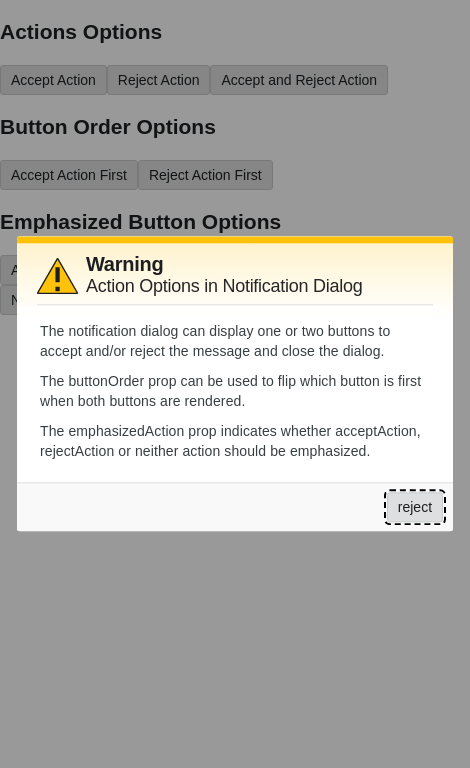 Actions Options
Accept Action Reject Action Accept and Reject Action
Button Order Options
Accept Action First Reject Action First
Emphasized Button Options
Warning
Action Options in Notification Dialog
The notification dialog can display one or two buttons to
accept and/or reject the message and close the dialog.
The buttonOrder prop can be used to flip which button is first
when both buttons are rendered.
The emphasizedAction prop indicates whether acceptAction,
rejectAction or neither action should be emphasized.
reject